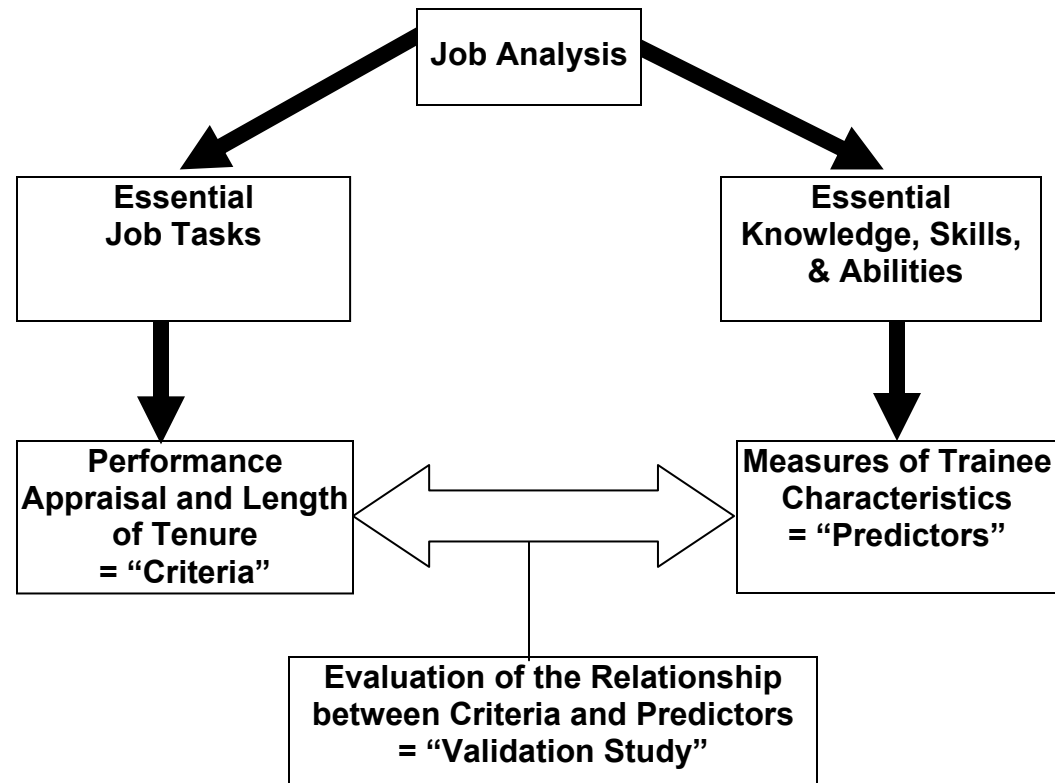 Job Analysis
Essential
Job Tasks
Essential
Knowledge, Skills,
& Abilities
Performance
Appraisal and Length
of Tenure
= “Criteria”
Measures of Trainee
Characteristics
= “Predictors”
Evaluation of the Relationship
between Criteria and Predictors
= “Validation Study”